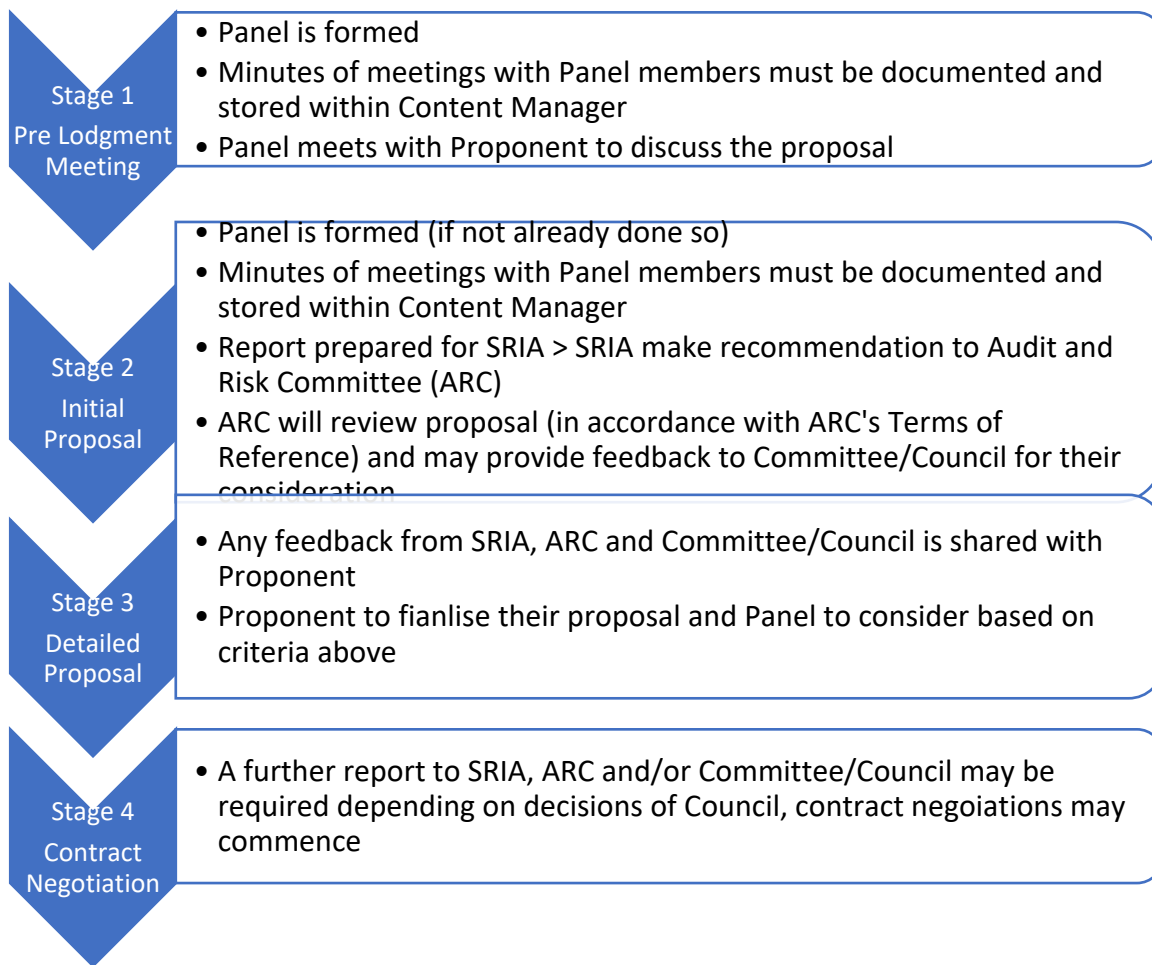 Stage 1
Pre Lodgment
Meeting
• Panel is formed
• Minutes of meetings with Panel members must be documented and
stored within Content Manager
• Panel meets with Proponent to discuss the proposal
Stage 2
Initial
Proposal
• Panel is formed (if not already done so)
• Minutes of meetings with Panel members must be documented and
stored within Content Manager
• Report prepared for SRIA > SRIA make recommendation to Audit and
Risk Committee (ARC)
• ARC will review proposal (in accordance with ARC's Terms of
Reference) and may provide feedback to Committee/Council for their
consideration
Stage 3
Detailed
Proposal
• Any feedback from SRIA, ARC and Committee/Council is shared with
Proponent
• Proponent to fianlise their proposal and Panel to consider based on
criteria above
Stage 4
Contract
Negotiation
• A further report to SRIA, ARC and/or Committee/Council may be
required depending on decisions of Council, contract negoiations may
commence